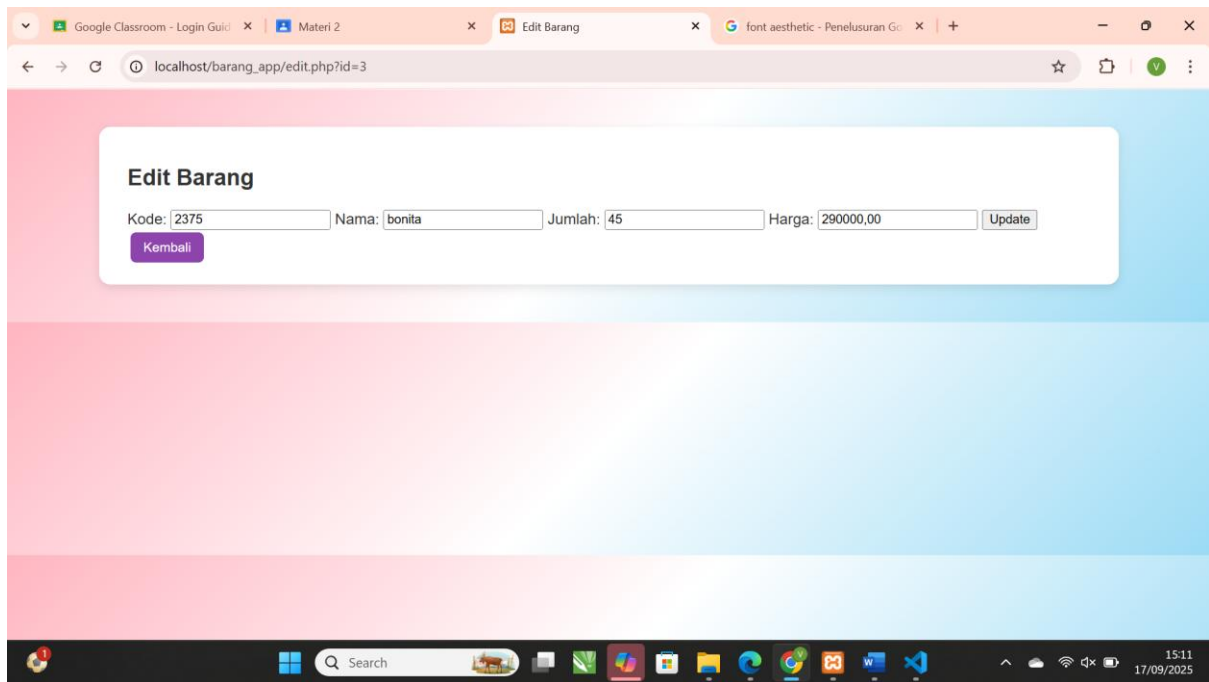 Google Classroom - Login Guid
Materi 2
Edit Barang
font aesthetic - Penelusuran Go
localhost/barang_app/edit.php?id=3
V
Edit Barang
Kode: 2375 Nama: bonita Jumlah: 45 Harga: 290000,00 Update
Kembali
1
Search
15:11
17/09/2025